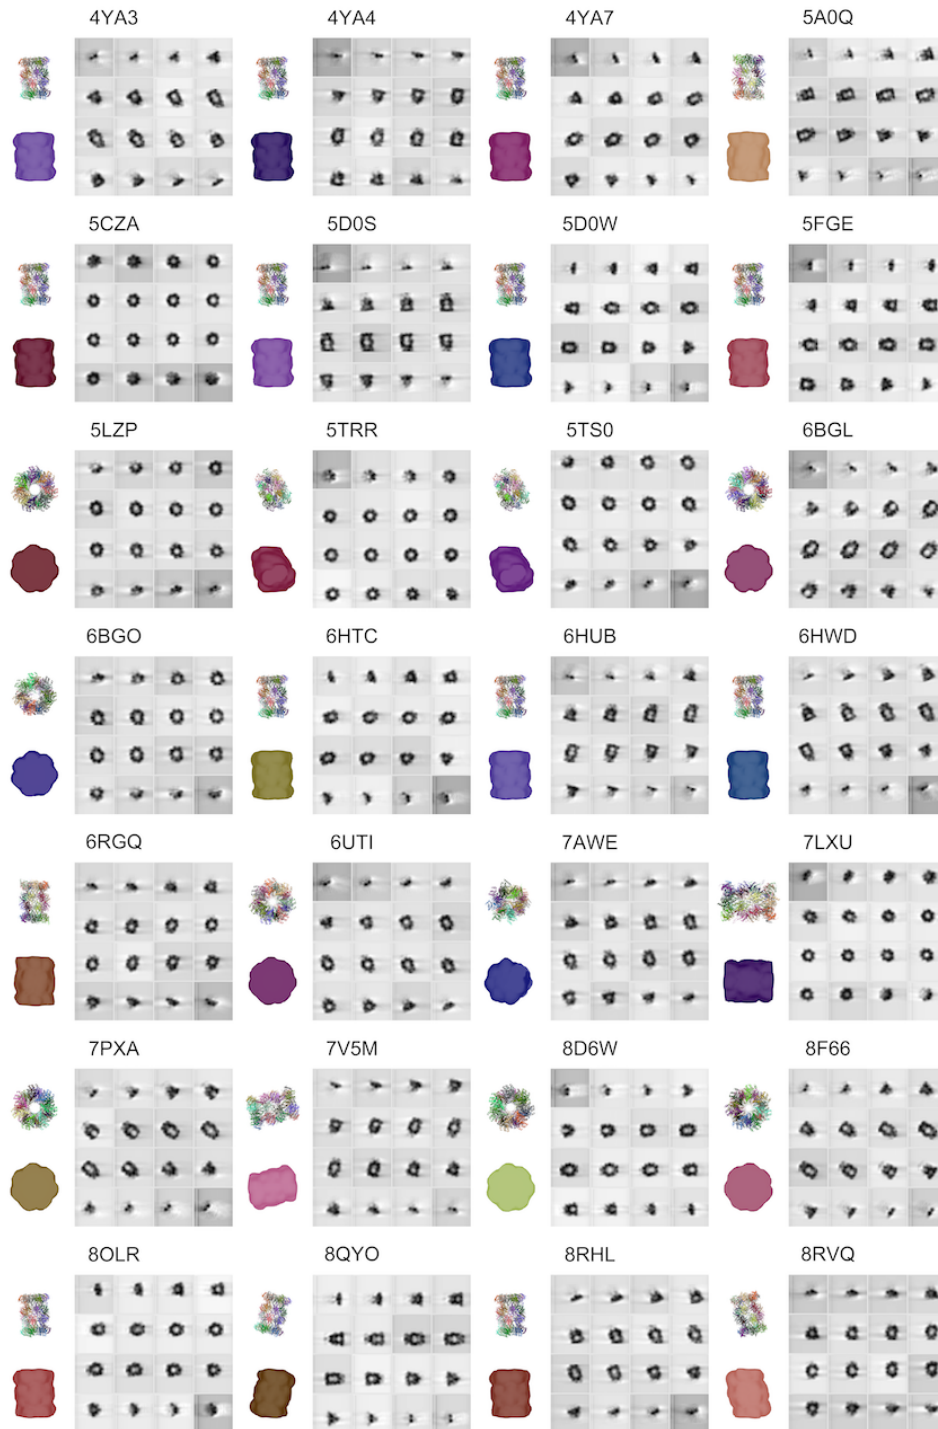 4YA3 4YA4 4YA7 5A0Q
5CZA 5D0S 5D0W 5FGE
5LZP 5TRR 5TS0 6BGL
6BGO 6HTC 6HUB 6HWD
6RGQ 6UTI 7AWE 7LXU
7PXA 7V5M 8D6W 8F66
8OLR 8QYO 8RHL 8RVQ